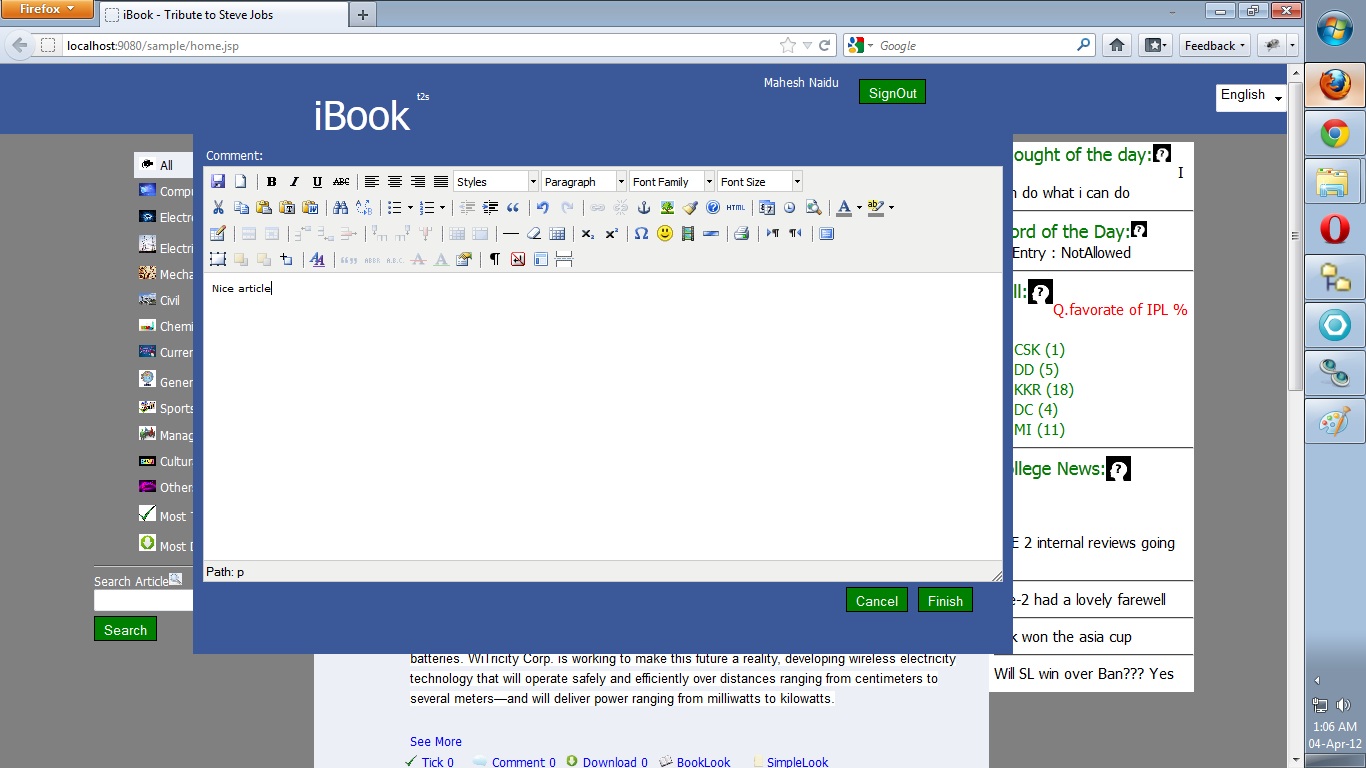 Firefox
iBook - Tribute to Steve Jobs
localhost:9080/sample/home.jsp
Google
Feedback
Mahesh Naidu
SignOut
English
iBook t2s
Comment:
Styles
Paragraph
Font Family
Font Size
HTML
Nice article
Path: p
Cancel
Finish
All
Compu
Electro
Electri
Mecha
Civil
Chemi
Curren
Gener
Sports
Manag
Cultur
Other
Most T
Most D
Search Article
Search
ought of the day:
n do what i can do
ord of the Day:
Entry : NotAllowed
ll:
Q.favorate of IPL %
CSK (1)
DD (5)
KKR (18)
DC (4)
MI (11)
llege News:
E 2 internal reviews going
e-2 had a lovely farewell
k won the asia cup
Will SL win over Ban??? Yes
batteries. WiTricity Corp. is working to make this future a reality, developing wireless electricity
technology that will operate safely and efficiently over distances ranging from centimeters to
several meters—and will deliver power ranging from milliwatts to kilowatts.
See More
Tick 0 Comment 0 Download 0 BookLook SimpleLook
1:06 AM
04-Apr-12